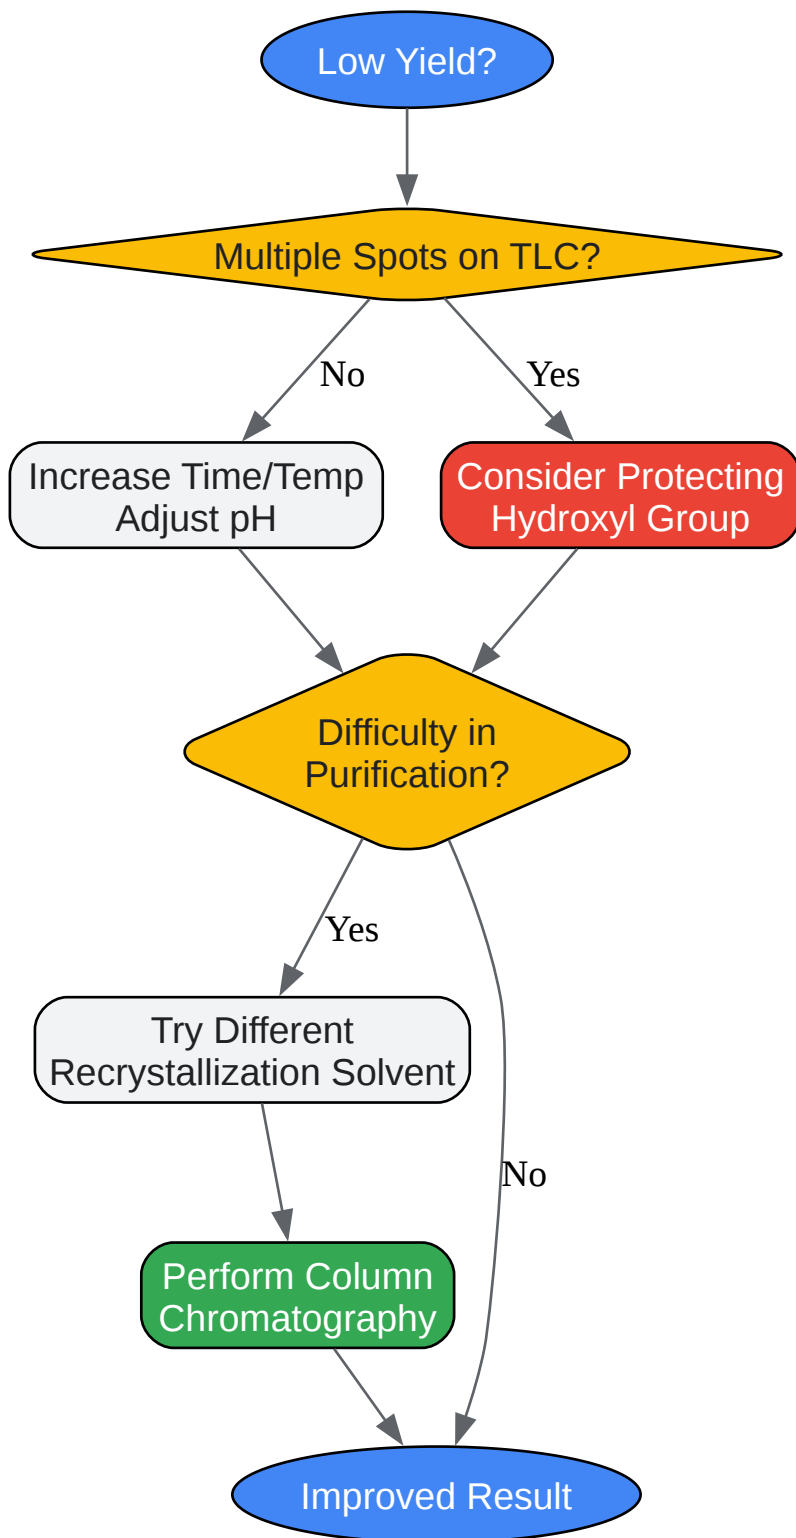 Low Yield?
Multiple Spots on TLC?
No
Yes
Increase Time/Temp
Adjust pH
Consider Protecting
Hydroxyl Group
Difficulty in
Purification?
Yes
Try Different
Recrystallization Solvent
No
Perform Column
Chromatography
Improved Result